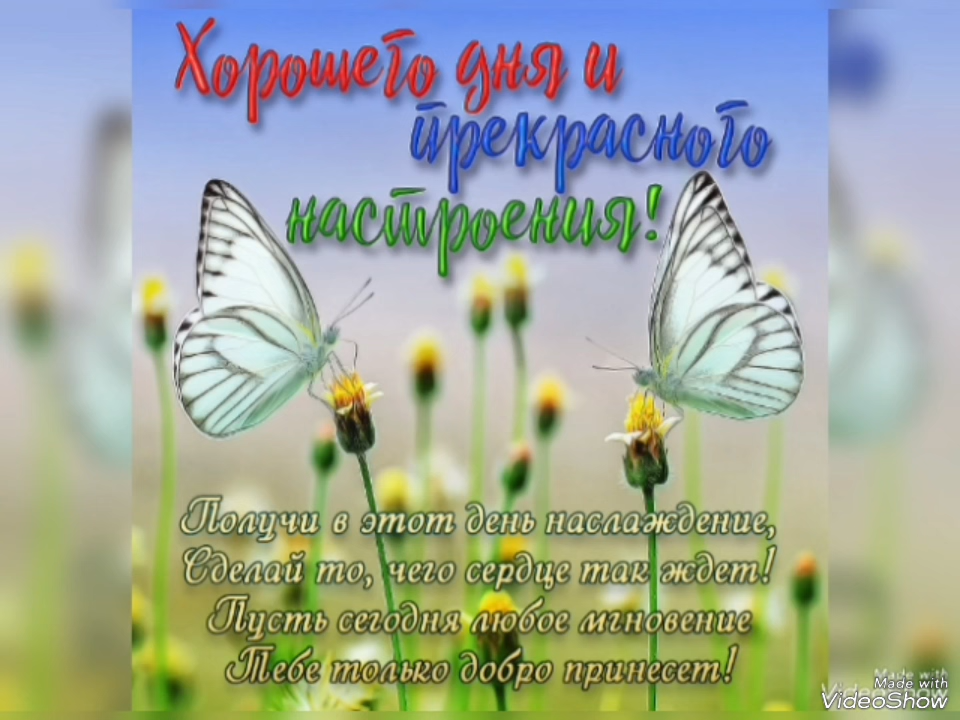 Хорошего дня и
прекрасного
настроения!
Получи в этот день наслаждение,
Сделай то, чего сердце так ждет!
Пусть сегодня любое мгновение
Тебе только добро принесет!
Made with
VideoShow